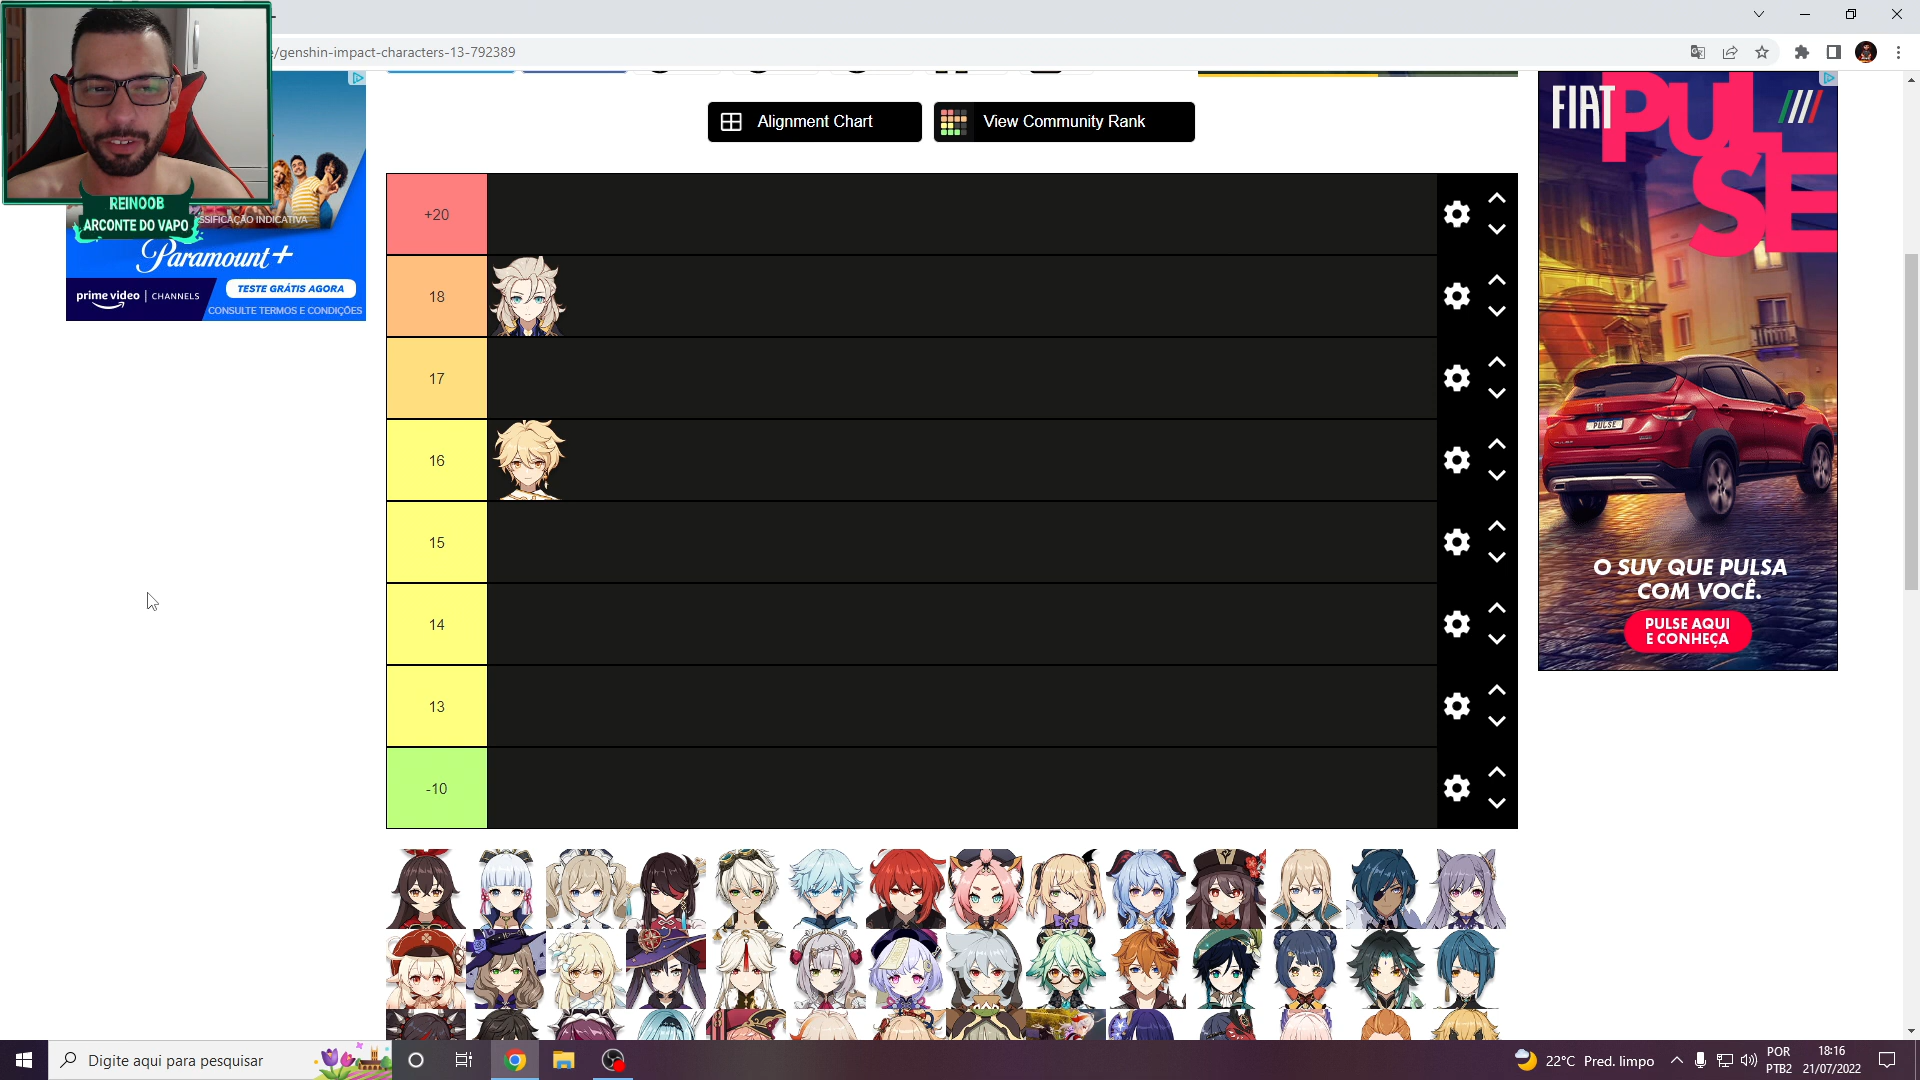 /genshin-impact-characters-13-792389
REINOOB
ARCONTE DO VAPO
SSIFICAÇÃO INDICATIVA
Paramount+
prime video | CHANNELS
TESTE GRÁTIS AGORA
CONSULTE TERMOS E CONDIÇÕES
Alignment Chart
View Community Rank
+20
18
17
16
15
14
13
-10
FIAT
PULSE
PULSE
O SUV QUE PULSA
COM VOCÊ.
PULSE AQUI
E CONHEÇA
Digite aqui para pesquisar
22°C Pred. limpo
POR
PTB2
18:16
21/07/2022